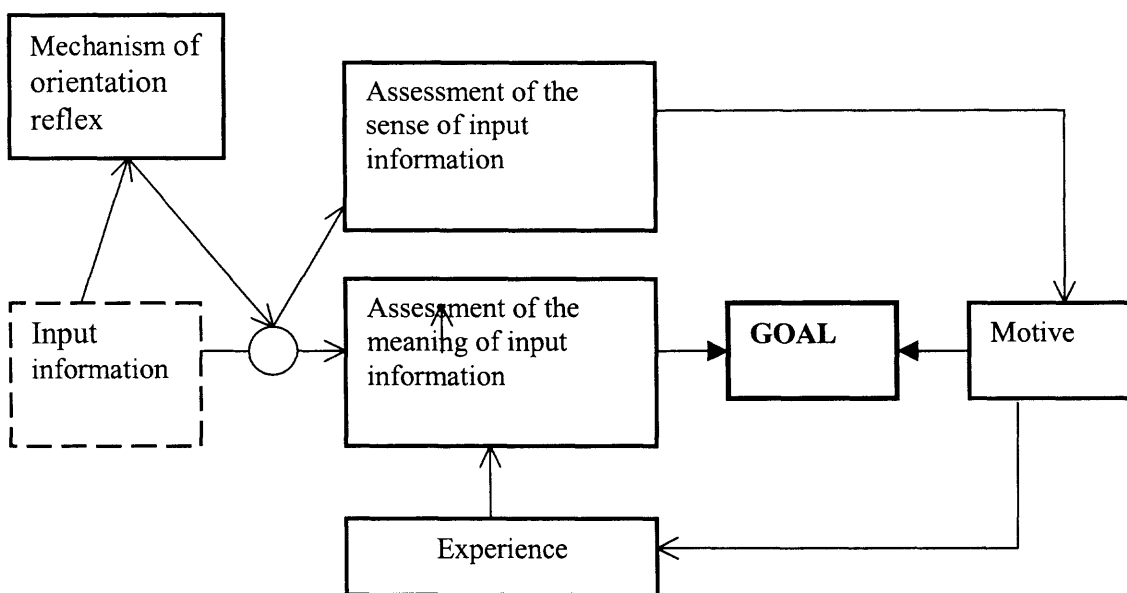 Mechanism of
orientation
reflex
Assessment of the
sense of input
information
Input
information
Assessment of the
meaning of input
information
GOAL
Motive
Experience